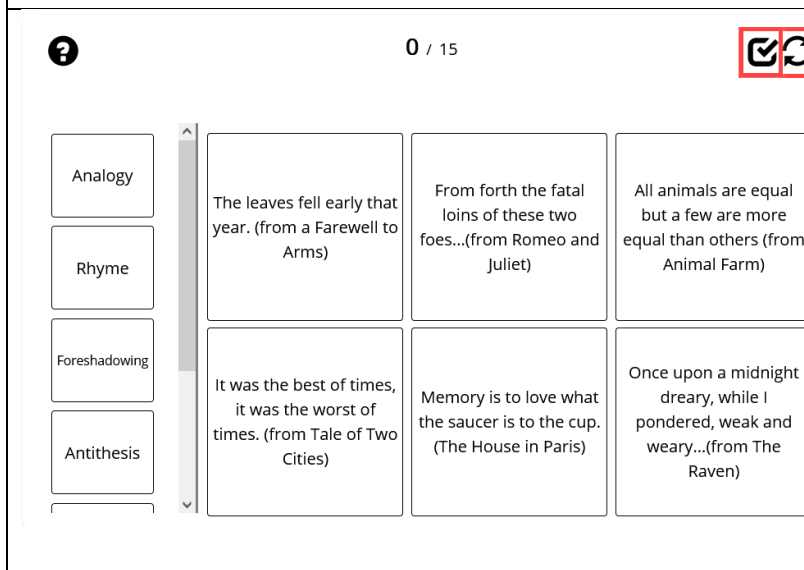 ?
0 / 15
Analogy
Rhyme
Foreshadowing
Antithesis
The leaves fell early that
year. (from a Farewell to
Arms)
From forth the fatal
loins of these two
foes...(from Romeo and
Juliet)
All animals are equal
but a few are more
equal than others (from
Animal Farm)
It was the best of times,
it was the worst of
times. (from Tale of Two
Cities)
Memory is to love what
the saucer is to the cup.
(The House in Paris)
Once upon a midnight
dreary, while I
pondered, weak and
weary...(from The
Raven)